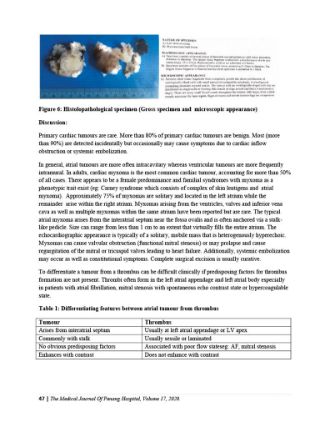 Figure 6: Histolopathological specimen (Gross specimen and microscopic appearance)
Discussion:
Primary cardiac tumours are rare. More than 80% of primary cardiac tumours are benign. Most (more
than 90%) are detected incidentally but occasionally may cause symptoms due to cardiac inflow
obstruction or systemic embolization.
In general, atrial tumours are more often intracavitary whereas ventricular tumours are more frequently
intramural. In adults, cardiac myxoma is the most common cardiac tumour, accounting for more than 50%
of all cases. There appears to be a female predominance and familial syndromes with myxoma as a
phenotypic trait exist (eg: Carney syndrome which consists of complex of skin lentigens and atrial
myxoma). Approximately 75% of myxomas are solitary and located in the left atrium while the
remainder arise within the right atrium. Myxomas arising from the ventricles, valves and inferior vena
cava as well as multiple myxomas within the same atrium have been reported but are rare. The typical
atrial myxoma arises from the interatrial septum near the fossa ovalis and is often anchored via a stalk-
like pedicle. Size can range from less than 1 cm to an extent that virtually fills the entire atrium. The
echocardiographic appearance is typically of a solitary, mobile mass that is heterogenously hyperechoic.
Myxomas can cause valvular obstruction (functional mitral stenosis) or may prolapse and cause
regurgitation of the mitral or tricuspid valves leading to heart failure. Additionally, systemic embolization
may occur as well as constitutional symptoms. Complete surgical excision is usually curative.
To differentiate a tumour from a thrombus can be difficult clinically if predisposing factors for thrombus
formation are not present. Thrombi often form in the left atrial appendage and left atrial body especially
in patients with atrial fibrillation, mitral stenosis with spontaneous echo contrast state or hypercoagulable
state.
Table 1: Differentiating features between atrial tumour from thrombus
Tumour Thrombus
Arises from interatrial septum Usually at left atrial appendage or LV apex
Commonly with stalk Usually sessile or laminated
No obvious predisposing factors Associated with poor flow state eg: AF, mitral stenosis
Enhances with contrast Does not enhance with contrast
47 | The Medical Journal Of Penang Hospital, Volume 17, 2020.